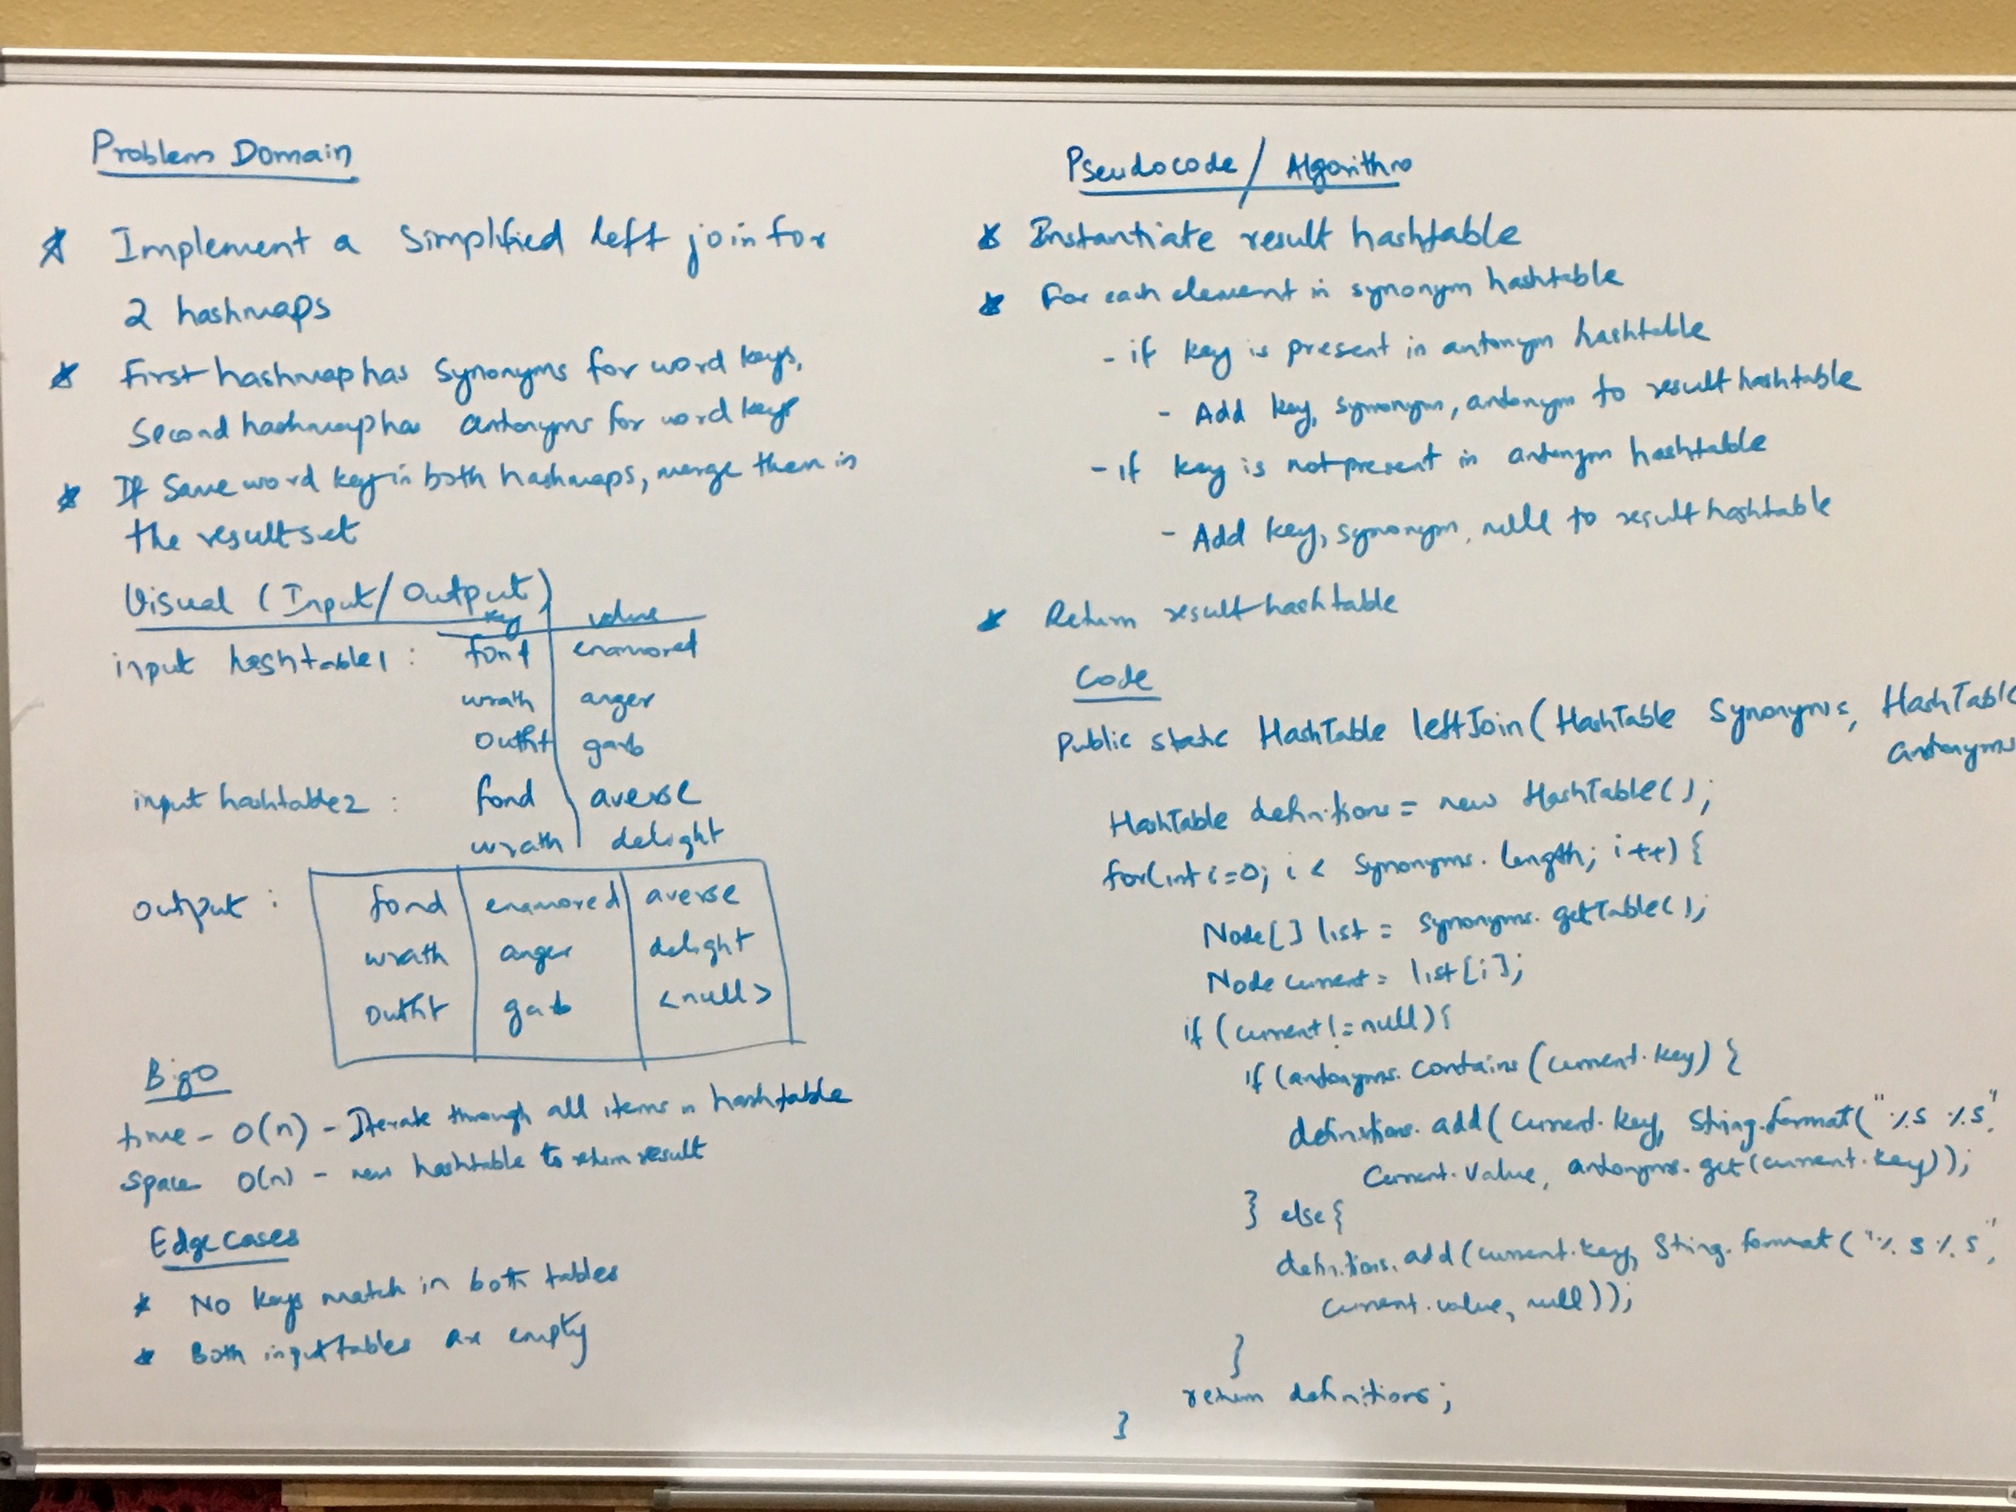 Problem Domain
* Implement a simplified left join for
2 hashmaps
* First hashmap has synonyms for word keys,
Second hashmap has antonyms for word keys
* If Same word key in both hashmaps, merge them in
the result set
Visual (Input/Output)
key value
input hashtable1 : fond enamored
wrath anger
outfit garb
input hashtable2 : fond averse
wrath delight
output : fond enamored averse
wrath anger delight
outfit garb <null>
BigO
time - O(n) - Iterate through all items in hashtable
space O(n) - new hashtable to return result
Edge cases
* No keys match in both tables
* Both input tables are empty
Pseudocode / Algorithm
* Instantiate result hashtable
* For each element in synonym hashtable
- if key is present in antonym hashtable
- Add key, synonym, antonym to result hashtable
- if key is not present in antonym hashtable
- Add key, synonym, null to result hashtable
* Return result hashtable
Code
Public static HashTable leftJoin(HashTable Synonyms, HashTable
antonyms
HashTable definitions = new HashTable();
for(int i=0; i < Synonyms.length; i++) {
Node[] list = synonyms.getTable();
Node current = list[i];
if (current != null) {
if (antonyms.contains(current.key) {
definitions.add(current.key, String.format("%s %s",
current.value, antonyms.get(current.key));
} else {
definitions.add(current.key, String.format("%s %s",
current.value, null));
}
return definitions;
}